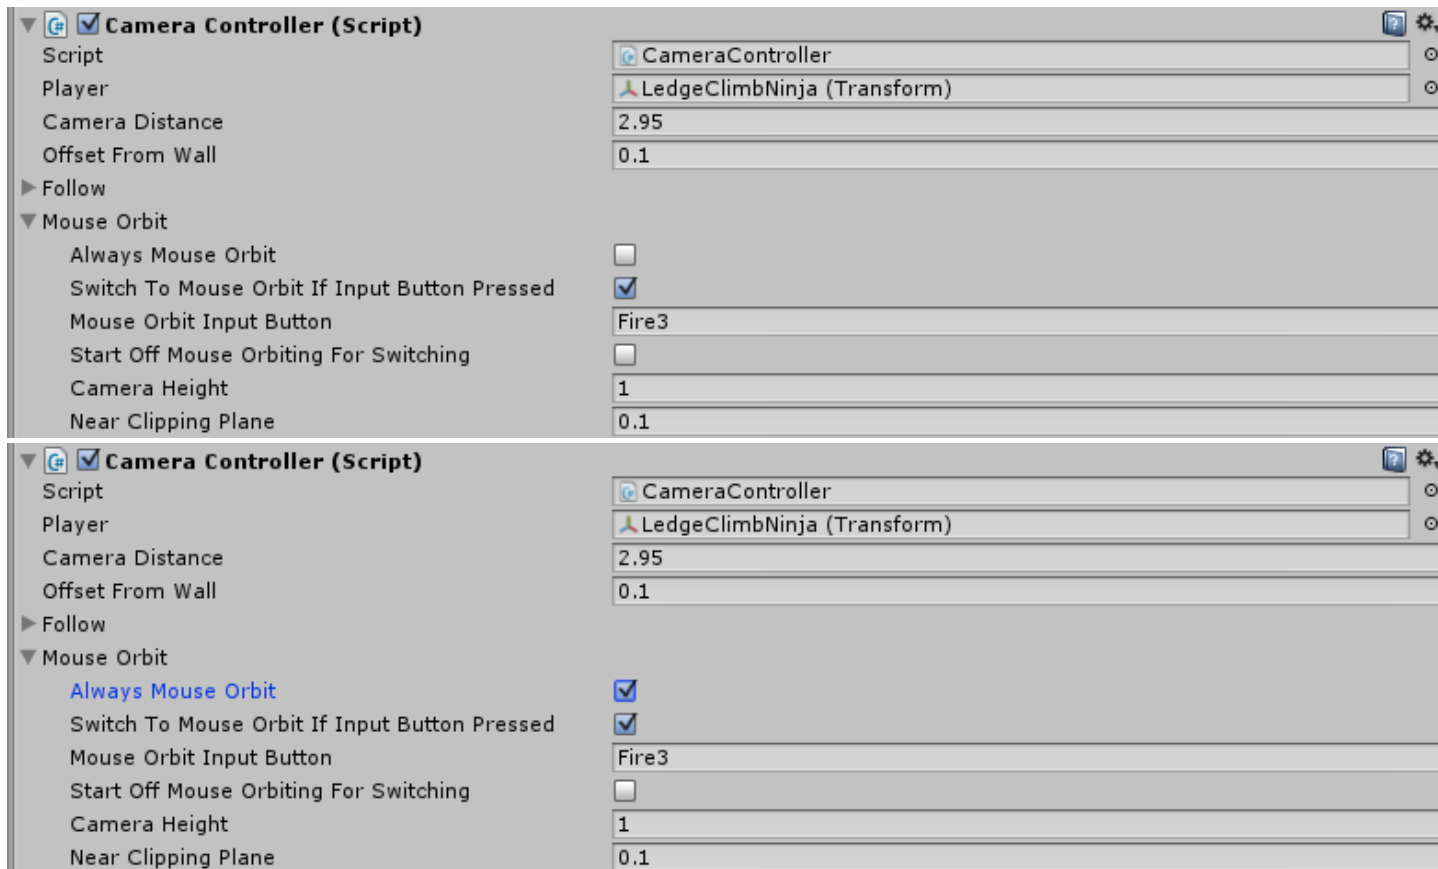 Camera Controller (Script)
Script CameraController
Player LedgeClimbNinja (Transform)
Camera Distance 2.95
Offset From Wall 0.1
Follow
Mouse Orbit
Always Mouse Orbit
Switch To Mouse Orbit If Input Button Pressed
Mouse Orbit Input Button Fire3
Start Off Mouse Orbiting For Switching
Camera Height 1
Near Clipping Plane 0.1
Camera Controller (Script)
Script CameraController
Player LedgeClimbNinja (Transform)
Camera Distance 2.95
Offset From Wall 0.1
Follow
Mouse Orbit
Always Mouse Orbit
Switch To Mouse Orbit If Input Button Pressed
Mouse Orbit Input Button Fire3
Start Off Mouse Orbiting For Switching
Camera Height 1
Near Clipping Plane 0.1